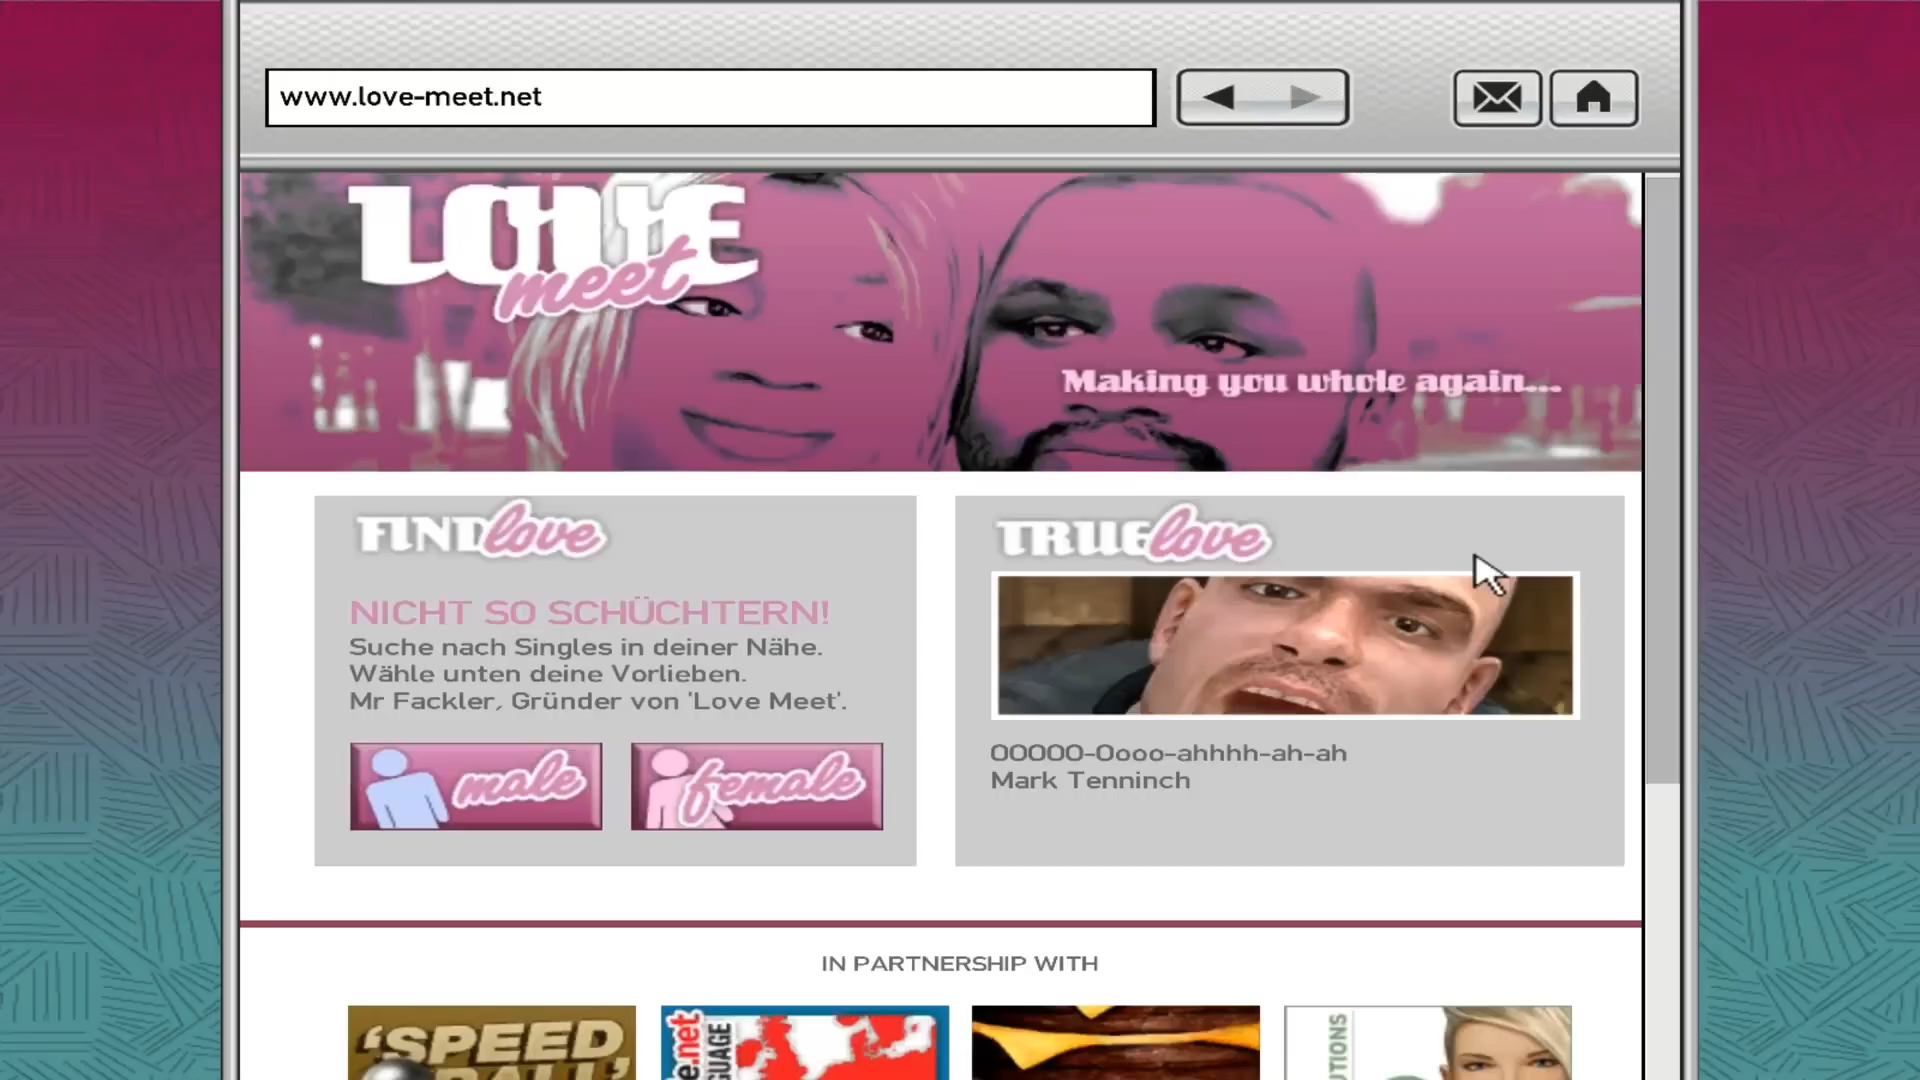 www.love-meet.net
LOVE
meet
Making you whole again...
FIND love
NICHT SO SCHÜCHTERN!
Suche nach Singles in deiner Nähe.
Wähle unten deine Vorlieben.
Mr Fackler, Gründer von 'Love Meet'.
male
female
TRUE love
OOOOO-Oooo-ahhhh-ah-ah
Mark Tenninch
IN PARTNERSHIP WITH
'SPEED
BALL'